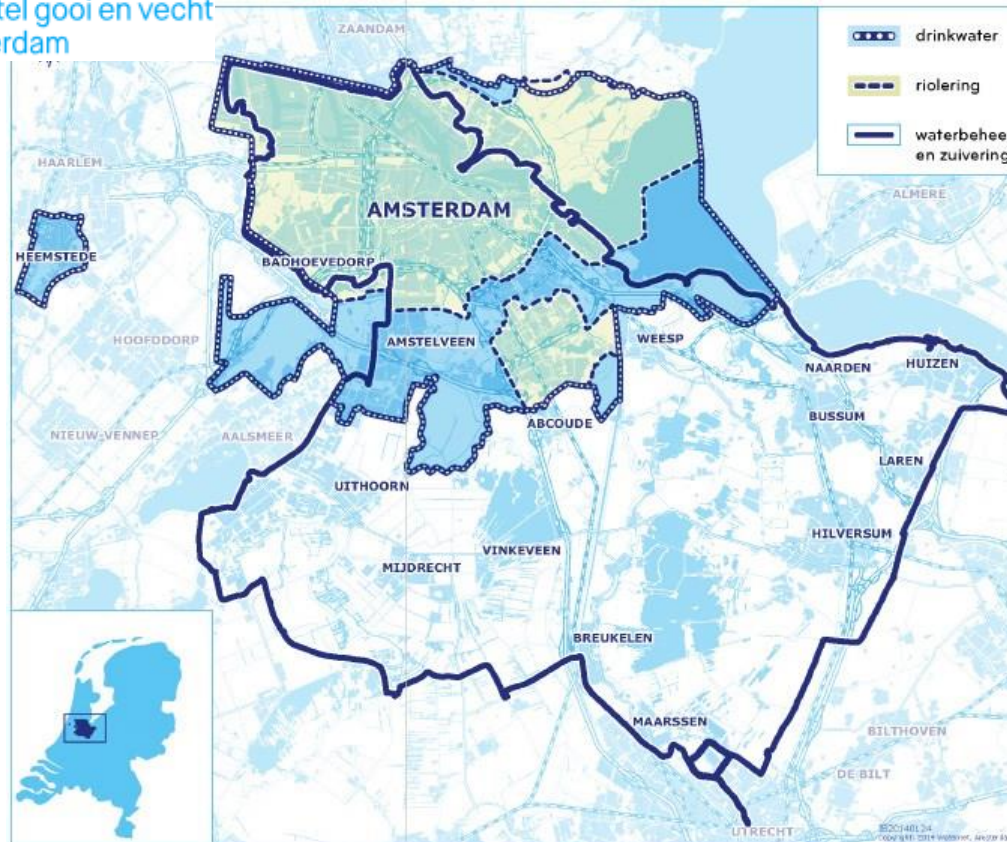 tel gooi en vecht
erdam
ZAANDAM
drinkwater
riolering
waterbehee
en zuivering
HAARLEM
ALMERE
AMSTERDAM
HEEMSTEDE
BADHOEVEDORP
HOOFDDORP
AMSTELVEEN
WEESP
NAARDEN
HUIZEN
BUSSUM
ABCOUDE
NIEUW-VENNEP
AALSMEER
LAREN
UITHOORN
HILVERSUM
VINKEVEEN
MIJDRECHT
BREUKELEN
MAARSSEN
BILTHOVEN
DE BILT
UTRECHT